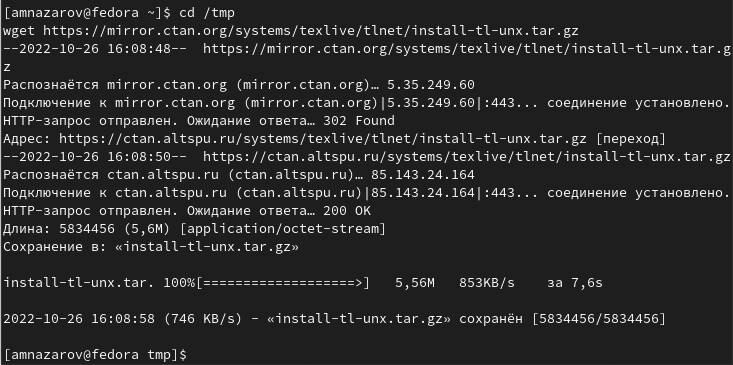 [amnazarov@fedora ~]$ cd /tmp
wget https://mirror.ctan.org/systems/texlive/tlnet/install-tl-unx.tar.gz
--2022-10-26 16:08:48--  https://mirror.ctan.org/systems/texlive/tlnet/install-tl-unx.tar.g
z
Распознаётся mirror.ctan.org (mirror.ctan.org)… 5.35.249.60
Подключение к mirror.ctan.org (mirror.ctan.org)|5.35.249.60|:443... соединение установлено.
HTTP-запрос отправлен. Ожидание ответа… 302 Found
Адрес: https://ctan.altspu.ru/systems/texlive/tlnet/install-tl-unx.tar.gz [переход]
--2022-10-26 16:08:50--  https://ctan.altspu.ru/systems/texlive/tlnet/install-tl-unx.tar.gz
Распознаётся ctan.altspu.ru (ctan.altspu.ru)… 85.143.24.164
Подключение к ctan.altspu.ru (ctan.altspu.ru)|85.143.24.164|:443... соединение установлено.
HTTP-запрос отправлен. Ожидание ответа… 200 OK
Длина: 5834456 (5,6M) [application/octet-stream]
Сохранение в: «install-tl-unx.tar.gz»
install-tl-unx.tar. 100%[===================>]   5,56M   853KB/s    за 7,6s
2022-10-26 16:08:58 (746 KB/s) - «install-tl-unx.tar.gz» сохранён [5834456/5834456]
[amnazarov@fedora tmp]$